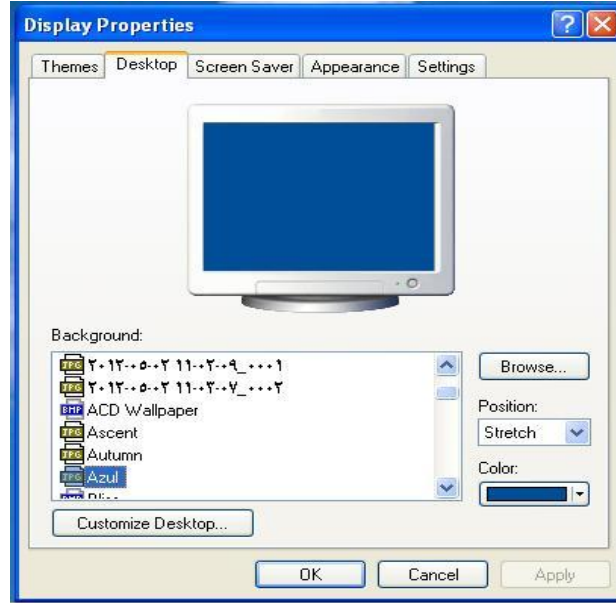 Display Properties
Themes Desktop Screen Saver Appearance Settings
Background:
٢٠١٢-٠٥-٠٢ ١١-٠٢-٠٩_٠٠٠١
٢٠١٢-٠٥-٠٢ ١١-٠٣-٠٧_٠٠٠٢
ACD Wallpaper
Ascent
Autumn
Azul
Browse...
Position:
Stretch
Color:
Customize Desktop...
OK Cancel Apply